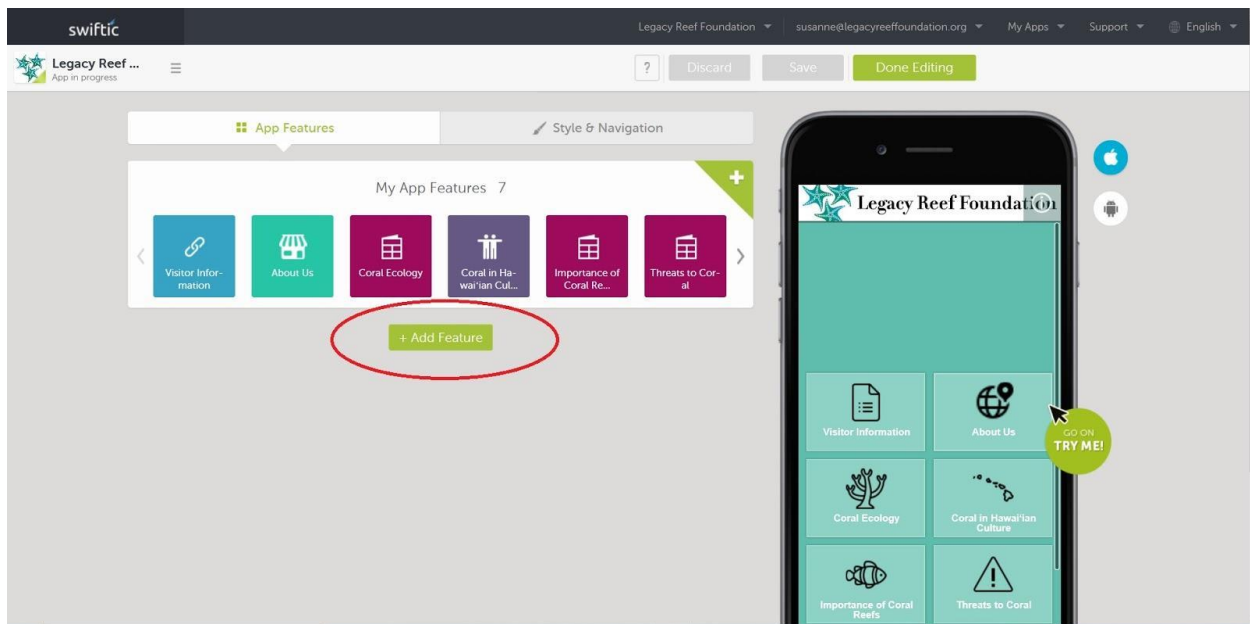 swiftic
Legacy Reef Foundation
susanne@legacyreeffoundation.org
My Apps
Support
English
Legacy Reef ...
App in progress
?
Discard
Save
Done Editing
App Features
Style & Navigation
My App Features 7
Visitor Infor-
mation
About Us
Coral Ecology
Coral in Ha-
wai'ian Cul...
Importance of
Coral Re...
Threats to Cor-
al
+ Add Feature
Legacy Reef Foundation
Visitor Information
About Us
GO ON
TRY ME!
Coral Ecology
Coral in Hawai'ian
Culture
Importance of Coral
Reefs
Threats to Coral